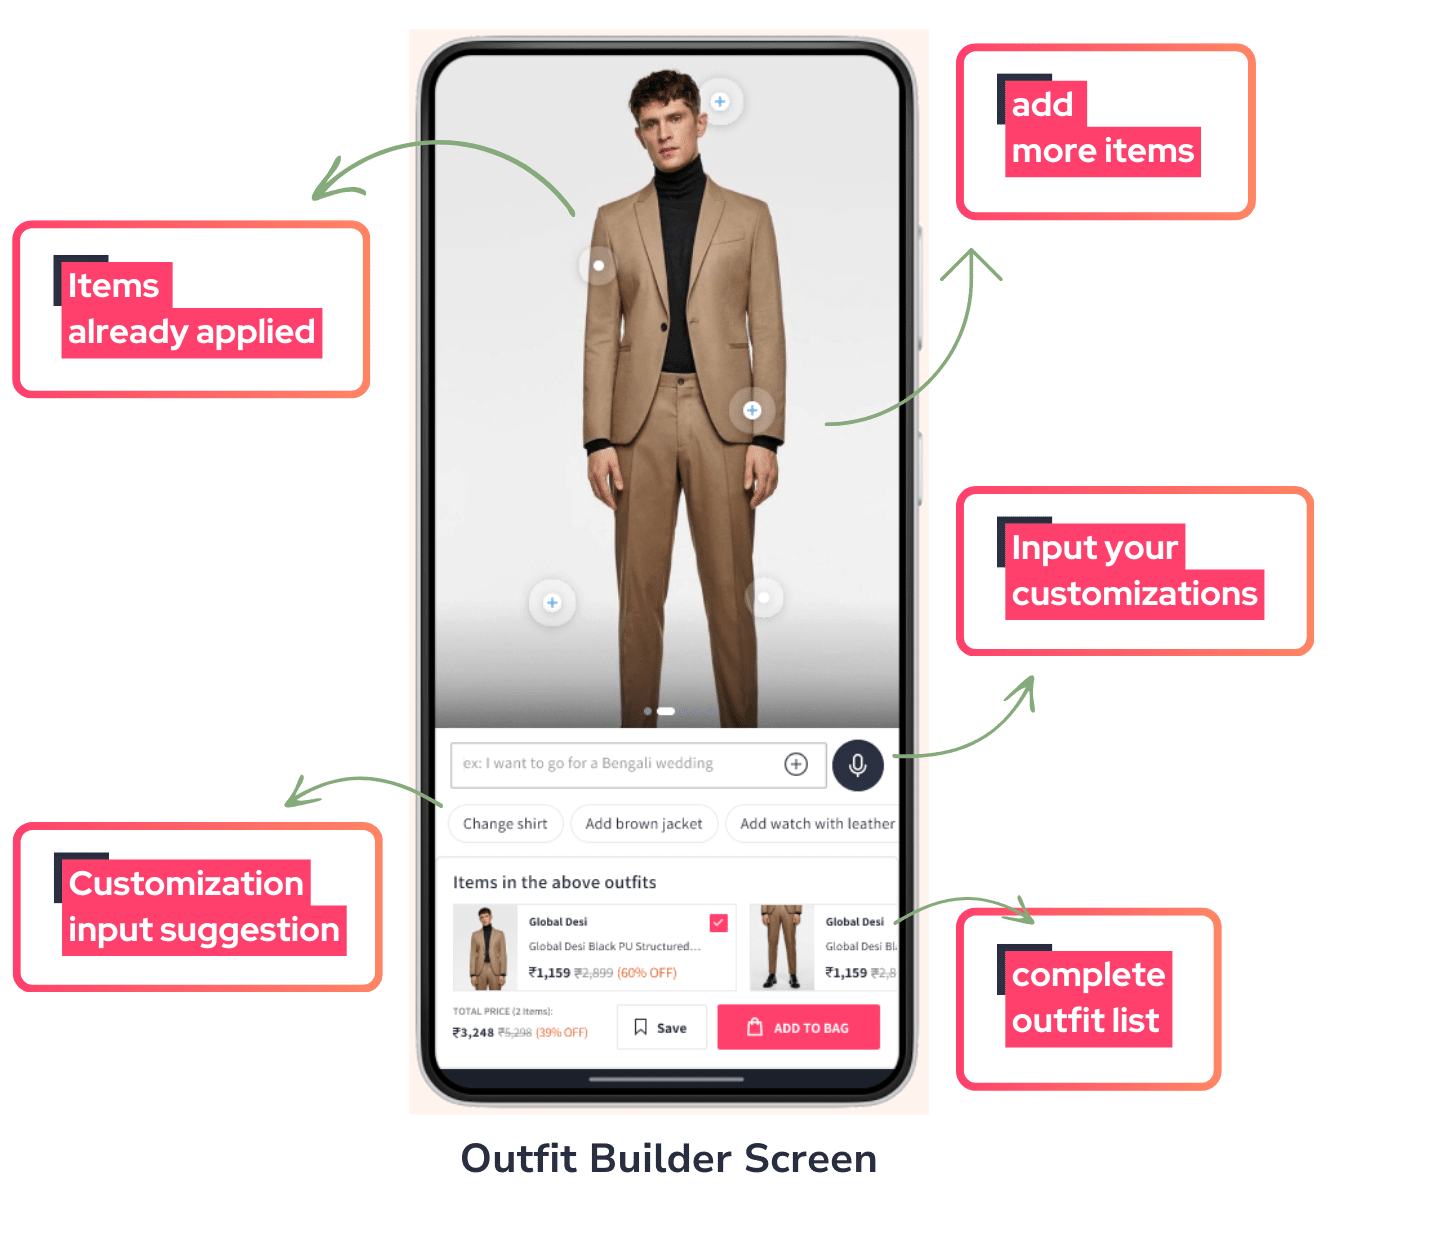 add
more items
Items
already applied
Input your
customizations
ex: I want to go for a Bengali wedding
Change shirt
Add brown jacket
Add watch with leather
Customization
input suggestion
Items in the above outfits
Global Desi
Global Desi Black PU Structured...
₹1,159 ₹2,899 (60% OFF)
Global Desi
Global Desi Bl
₹1,159 ₹2,8
complete
outfit list
TOTAL PRICE (2 Items):
₹3,248 ₹5,298 (39% OFF)
Save
ADD TO BAG
Outfit Builder Screen